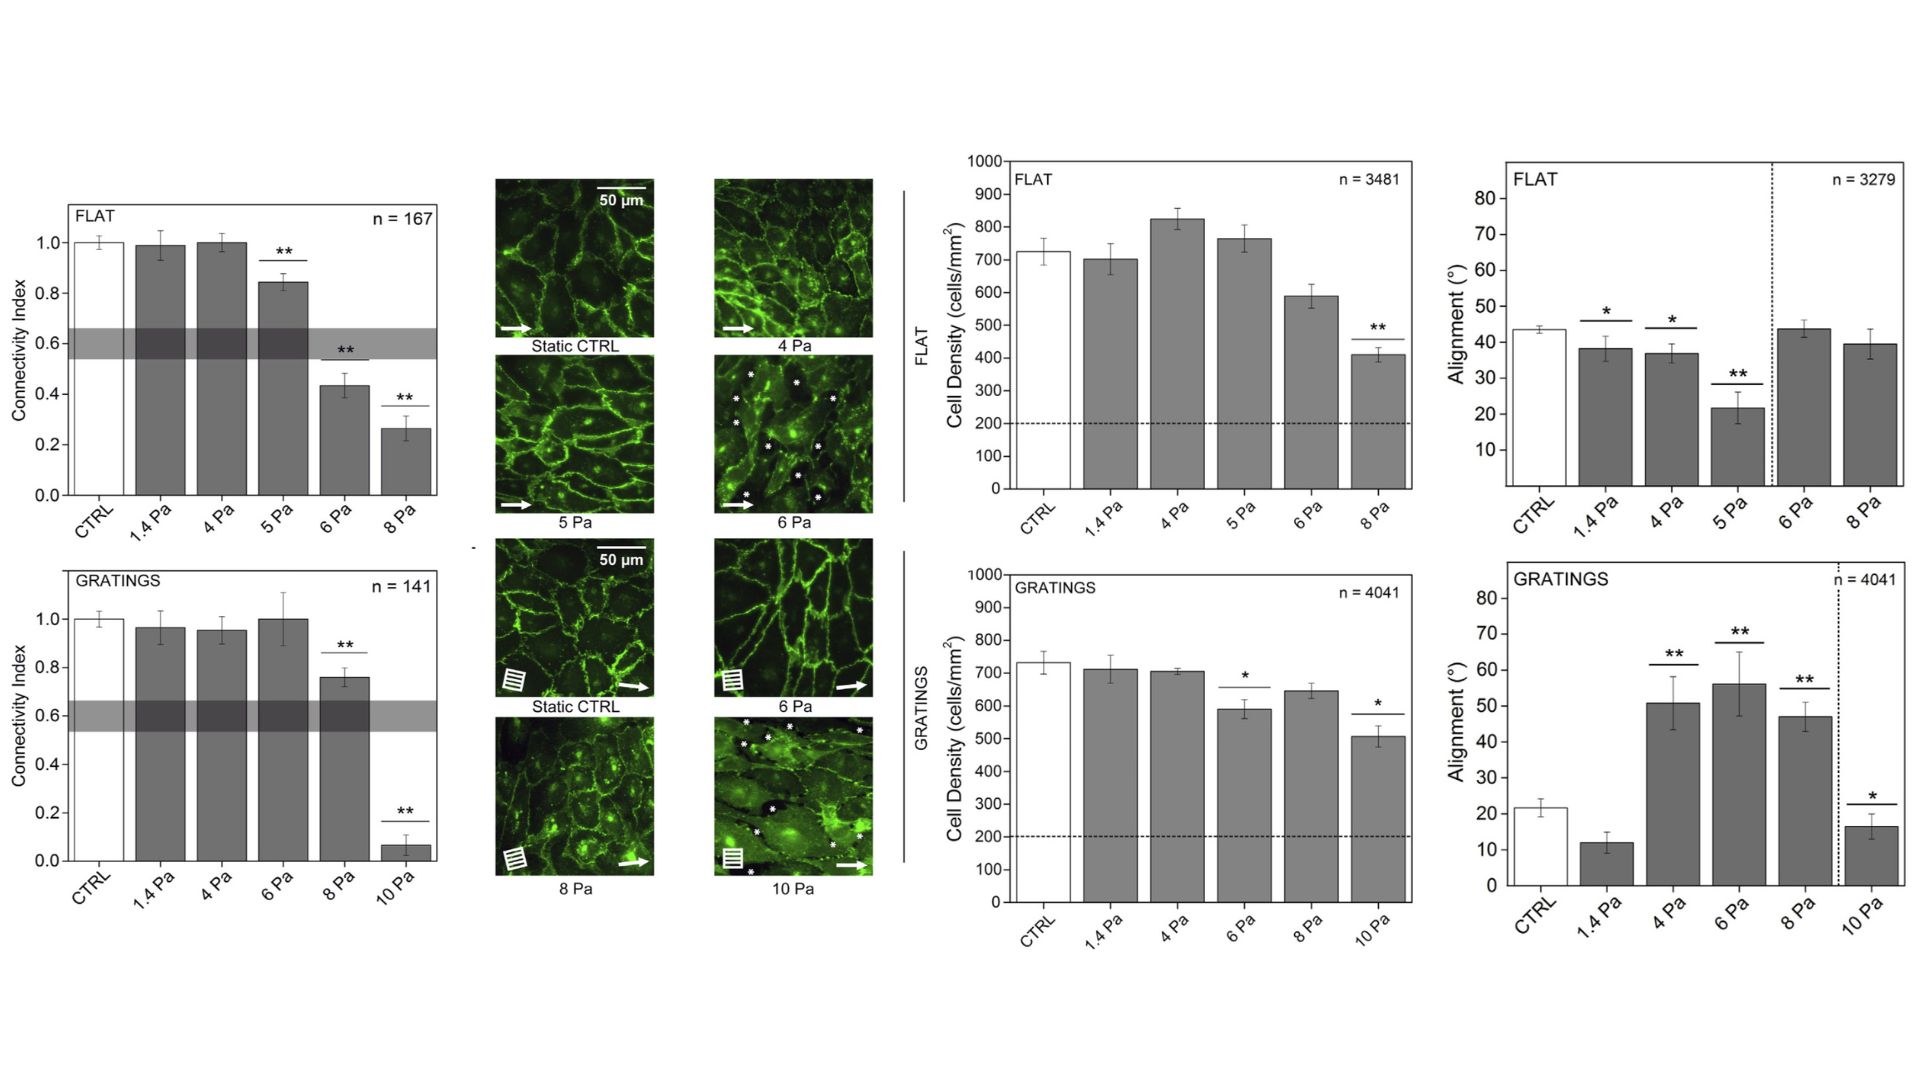 FLAT
n = 167
Connectivity Index
1.0
0.8
0.6
0.4
0.2
0.0
**
**
**
CTRL
1.4 Pa
4 Pa
5 Pa
6 Pa
8 Pa
GRATINGS
n = 141
Connectivity Index
1.0
0.8
0.6
0.4
0.2
0.0
**
**
CTRL
1.4 Pa
4 Pa
6 Pa
8 Pa
10 Pa
50 µm
Static CTRL
4 Pa
5 Pa
6 Pa
FLAT
50 µm
Static CTRL
6 Pa
8 Pa
10 Pa
GRATINGS
FLAT
n = 3481
Cell Density (cells/mm²)
1000
900
800
700
600
500
400
300
200
100
0
**
CTRL
1.4 Pa
4 Pa
5 Pa
6 Pa
8 Pa
GRATINGS
n = 4041
Cell Density (cells/mm²)
1000
900
800
700
600
500
400
300
200
100
0
*
*
CTRL
1.4 Pa
4 Pa
6 Pa
8 Pa
10 Pa
FLAT
n = 3279
Alignment (°)
80
70
60
50
40
30
20
10
*
*
**
CTRL
1.4 Pa
4 Pa
5 Pa
6 Pa
8 Pa
GRATINGS
n = 4041
Alignment (°)
80
70
60
50
40
30
20
10
0
**
**
**
*
CTRL
1.4 Pa
4 Pa
6 Pa
8 Pa
10 Pa